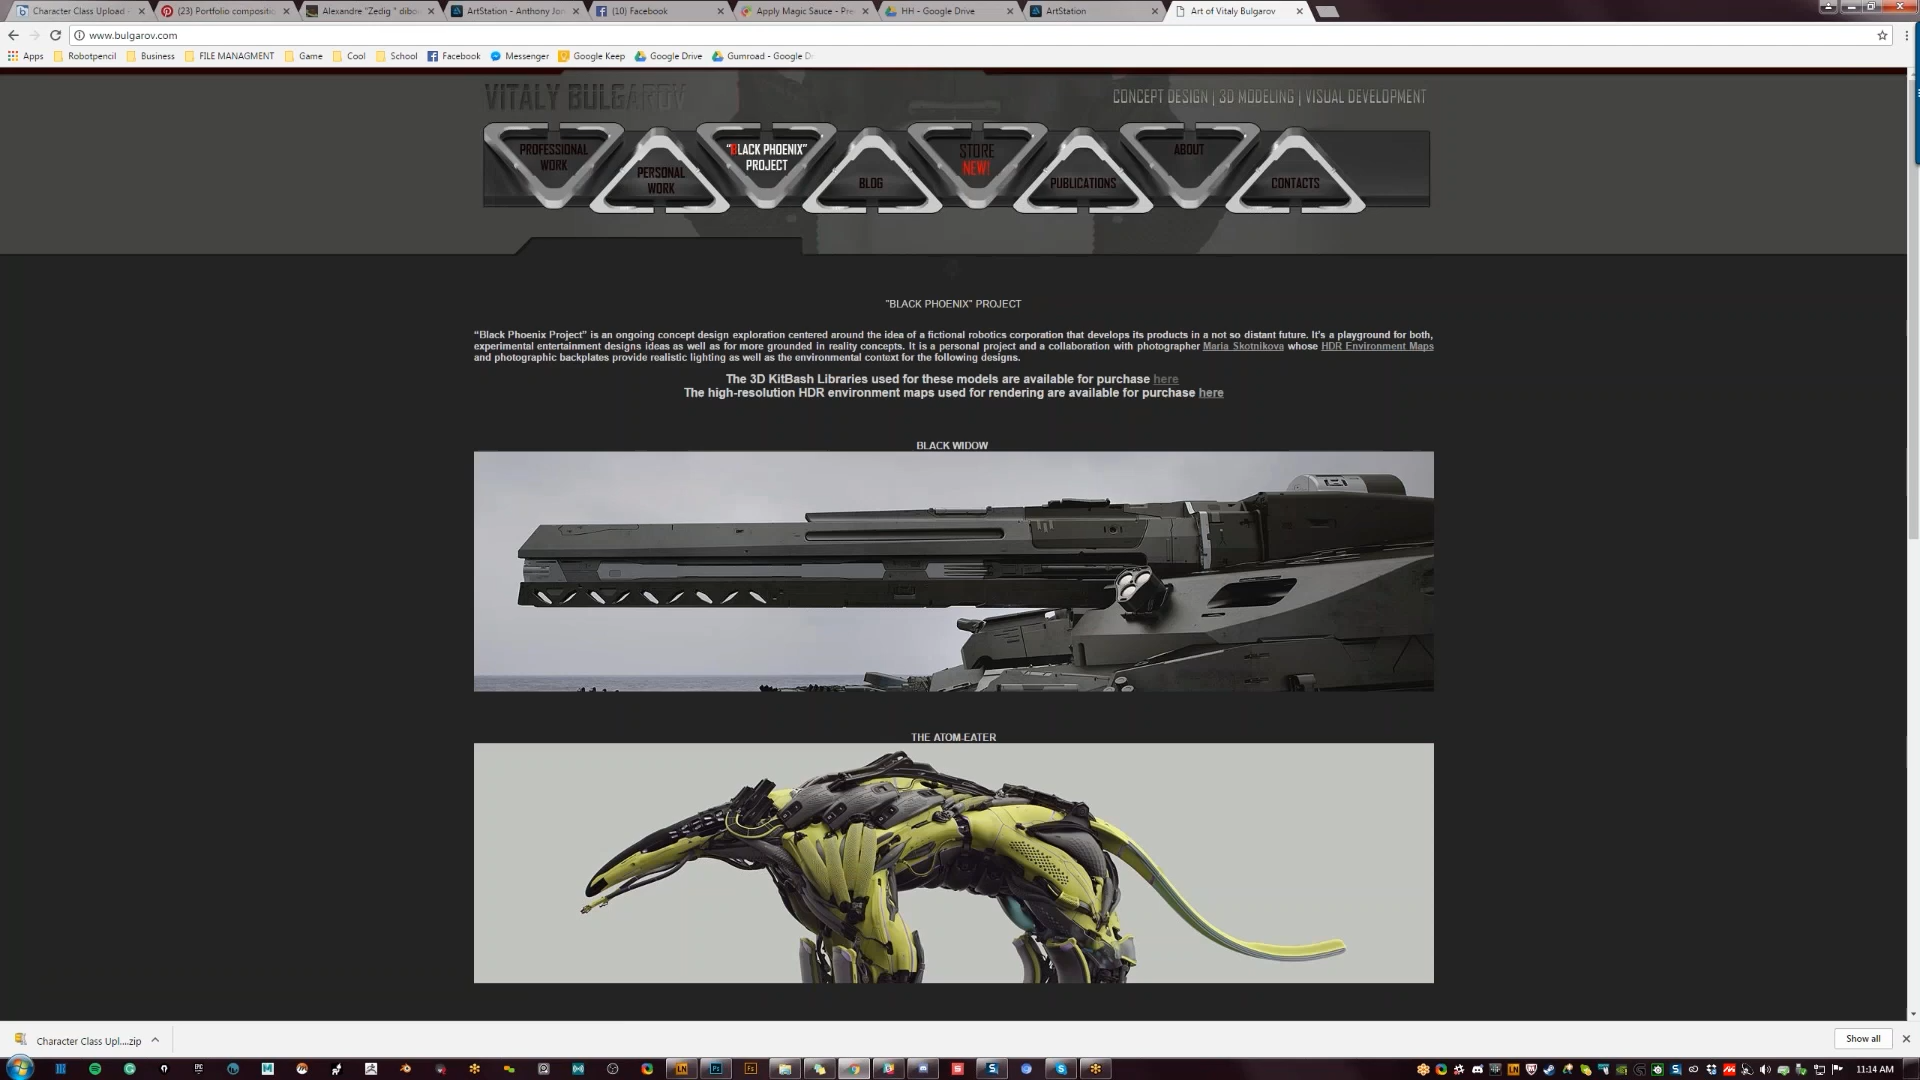 Character Class Upload
(23) Portfolio compositi
Alexandre "Zedig " dibo
ArtStation - Anthony Jon
(10) Facebook
Apply Magic Sauce - Pre
HH - Google Drive
ArtStation
Art of Vitaly Bulgarov
www.bulgarov.com
Apps
Robotpencil
Business
FILE MANAGMENT
Game
Cool
School
Facebook
Messenger
Google Keep
Google Drive
Gumroad - Google D
VITALY BULGAROV
CONCEPT DESIGN | 3D MODELING | VISUAL DEVELOPMENT
PROFESSIONAL
WORK
PERSONAL
WORK
"BLACK PHOENIX"
PROJECT
BLOG
STORE
NEW!
PUBLICATIONS
ABOUT
CONTACTS
"BLACK PHOENIX" PROJECT
“Black Phoenix Project” is an ongoing concept design exploration centered around the idea of a fictional robotics corporation that develops its products in a not so distant future. It's a playground for both,
experimental entertainment designs ideas as well as for more grounded in reality concepts. It is a personal project and a collaboration with photographer Maria Skotnikova whose HDR Environment Maps
and photographic backplates provide realistic lighting as well as the environmental context for the following designs.
The 3D KitBash Libraries used for these models are available for purchase here
The high-resolution HDR environment maps used for rendering are available for purchase here
BLACK WIDOW
THE ATOM-EATER
Character Class Upl....zip
Show all
11:14 AM